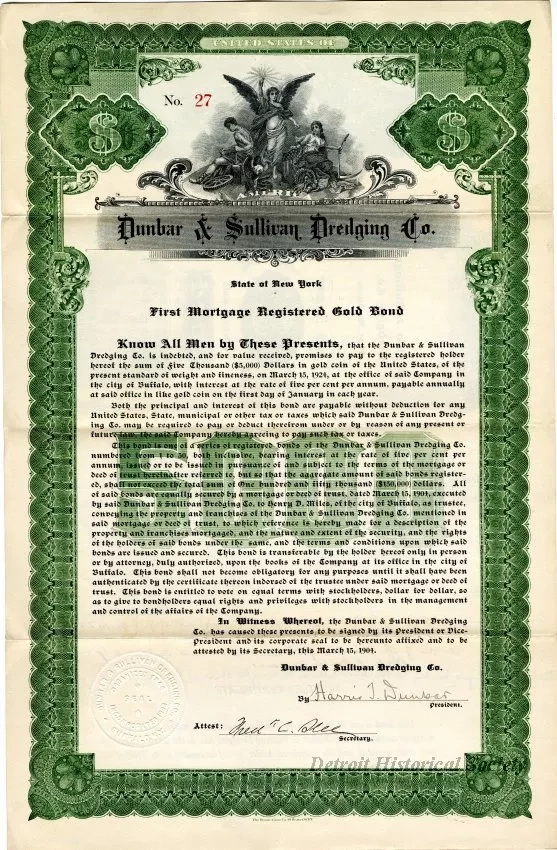 UNITED STATES OF
No. 27
AMERICA
Dunbar & Sullivan Dredging Co.
State of New York
First Mortgage Registered Gold Bond
Know All Men by These Presents, that the Dunbar & Sullivan
Dredging Co. is indebted, and for value received, promises to pay to the registered holder
hereof the sum of Five Thousand ($5,000) Dollars in gold coin of the United States, of the
present standard of weight and fineness, on March 15, 1924, at the office of said Company in
the city of Buffalo, with interest at the rate of five per cent per annum, payable annually
at said office in like gold coin on the first day of January in each year.
Both the principal and interest of this bond are payable without deduction for any
United States, State, municipal or other tax or taxes which said Dunbar & Sullivan Dredg-
ing Co. may be required to pay or deduct therefrom under or by reason of any present or
future law, the said Company hereby agreeing to pay such tax or taxes.
This bond is one of a series of registered bonds of the Dunbar & Sullivan Dredging Co.
numbered from 1 to 30, both inclusive, bearing interest at the rate of five per cent per
annum issued or to be issued in pursuance of and subject to the terms of the mortgage or
deed of trust hereinafter referred to, but so that the aggregate amount of said bonds register-
ed, shall not exceed the total sum of One hundred and fifty thousand ($150,000) dollars. All
of said bonds are equally secured by a mortgage or deed of trust, dated March 15, 1904, executed
by said Dunbar & Sullivan Dredging Co. to Henry D. Miles, of the city of Buffalo, as trustee,
conveying the property and franchises of the Dunbar & Sullivan Dredging Co. mentioned in
said mortgage or deed of trust, to which reference is hereby made for a description of the
property and franchises mortgaged, and the nature and extent of the security, and the rights
of the holders of said bonds under the same, and the terms and conditions upon which said
bonds are issued and secured. This bond is transferable by the holder hereof only in person
or by attorney, duly authorized, upon the books of the Company at its office in the city of
Buffalo. This bond shall not become obligatory for any purposes until it shall have been
authenticated by the certificate thereon indorsed of the trustee under said mortgage or deed of
trust. This bond is entitled to vote on equal terms with stockholders, dollar for dollar, so
as to give to bondholders equal rights and privileges with stockholders in the management
and control of the affairs of the Company.
In Witness Whereof, the Dunbar & Sullivan Dredging
Co. has caused these presents, to be signed by its President or Vice-
President and its corporate seal to be hereunto affixed and to be
attested by its Secretary, this March 15, 1904.
Dunbar & Sullivan Dredging Co.
By Harris T. Dunbar
President.
Attest:
Secretary.
Detroit Historical Society